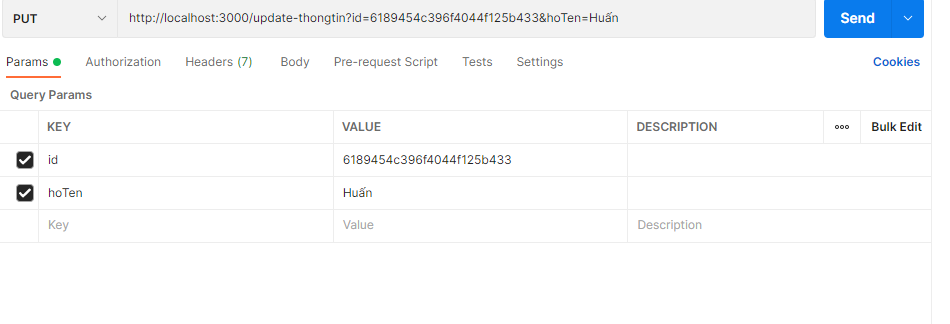 PUT http://localhost:3000/update-thongtin?id=6189454c396f4044f125b433&hoTen=Huấn Send
Params Authorization Headers (7) Body Pre-request Script Tests Settings Cookies
Query Params
KEY VALUE DESCRIPTION ooo Bulk Edit
id 6189454c396f4044f125b433
hoTen Huấn
Key Value Description